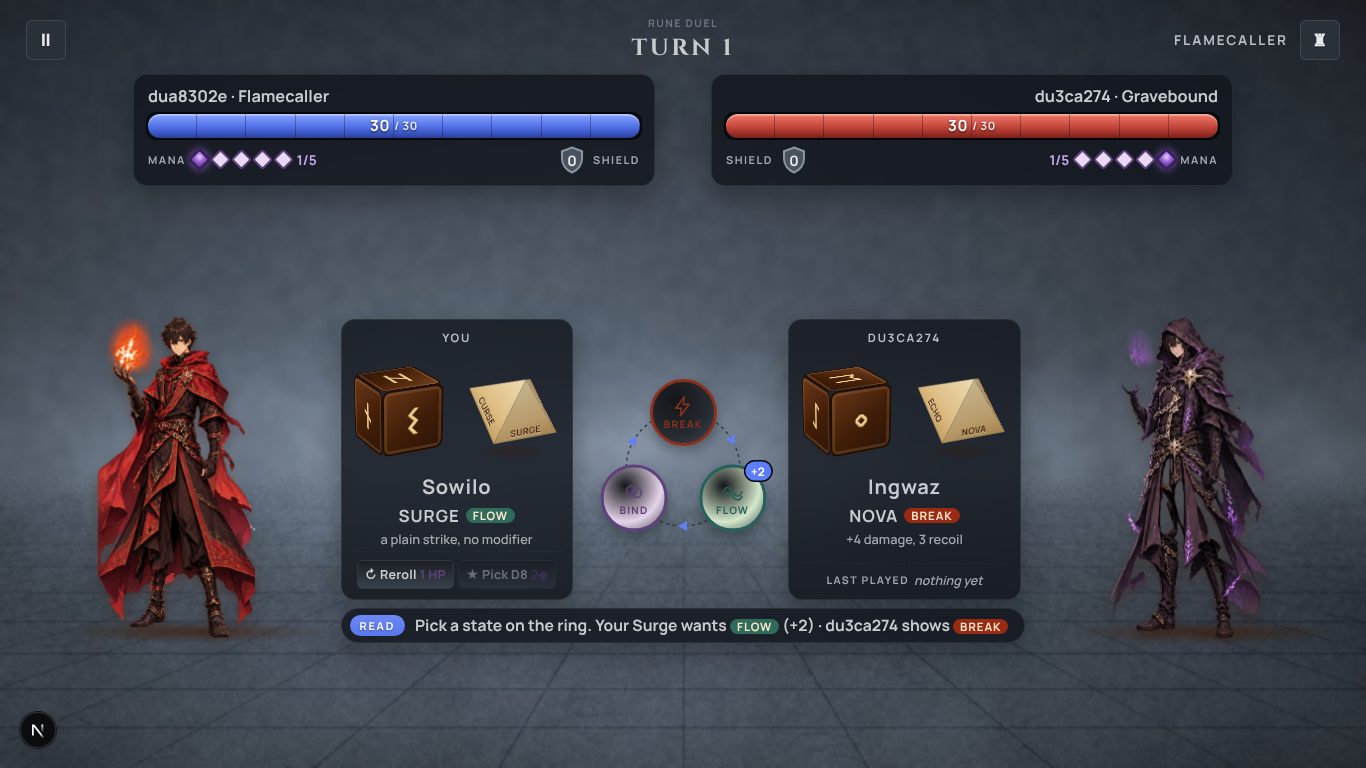 RUNE DUEL
TURN 1
FLAMECALLER
dua8302e · Flamecaller
30 / 30
MANA 1/5 0 SHIELD
du3ca274 · Gravebound
30 / 30
SHIELD 0 1/5 MANA
YOU
CURSE SURGE
Sowilo
SURGE FLOW
a plain strike, no modifier
Reroll 1 HP ★ Pick D8 2
BREAK
BIND
FLOW
+2
DU3CA274
ECHO NOVA
Ingwaz
NOVA BREAK
+4 damage, 3 recoil
LAST PLAYED nothing yet
READ Pick a state on the ring. Your Surge wants FLOW (+2) · du3ca274 shows BREAK
N